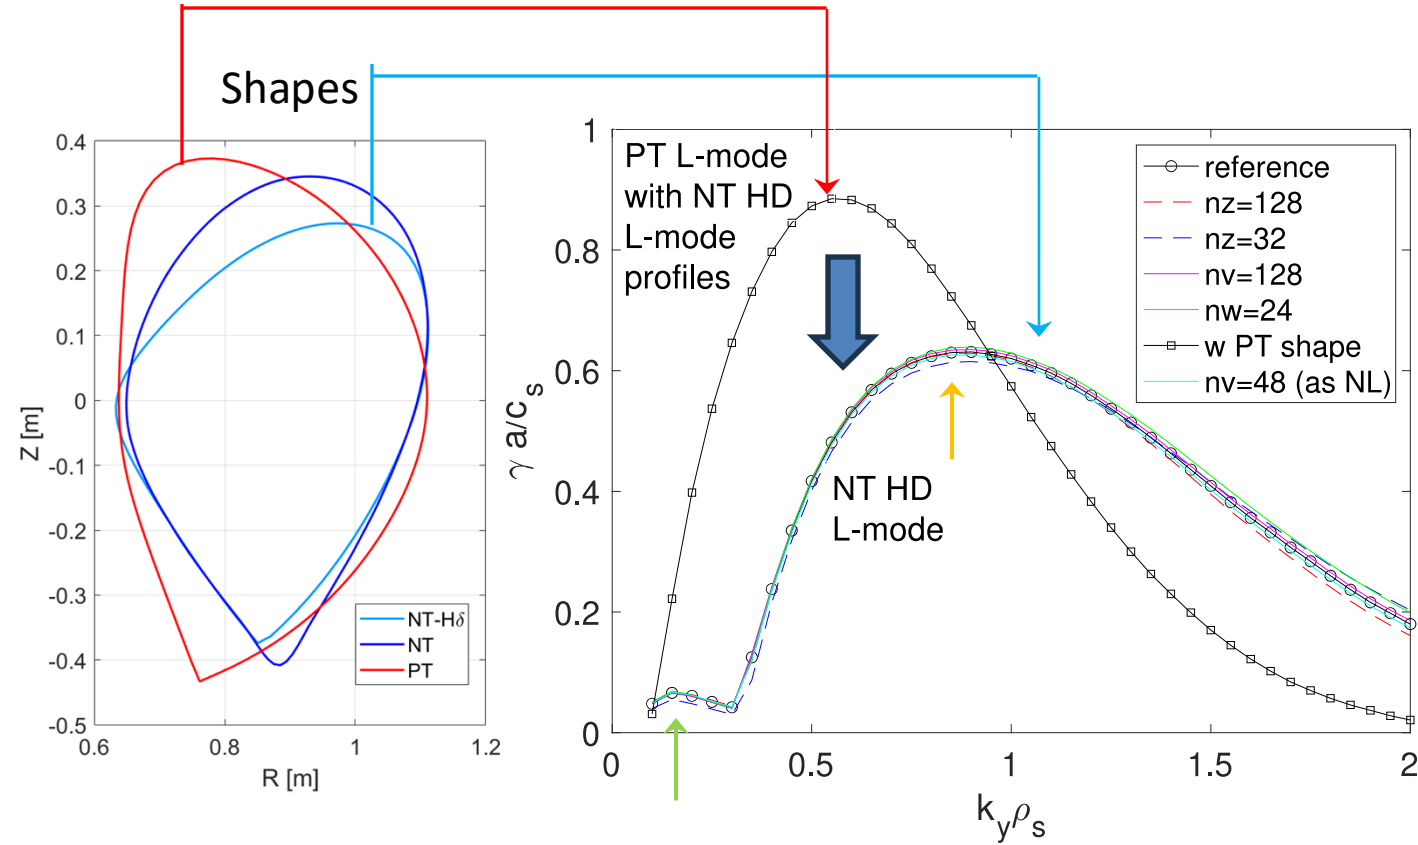 Shapes
0.4
0.3
0.2
0.1
0
-0.1
-0.2
-0.3
-0.4
-0.5
Z [m]
0.6
0.8
1
1.2
R [m]
NT-Hδ
NT
PT
1
0.8
0.6
0.4
0.2
0
γ a/c_s
0
0.5
1
1.5
2
k_yρ_s
PT L-mode
with NT HD
L-mode
profiles
NT HD
L-mode
reference
nz=128
nz=32
nv=128
nw=24
w PT shape
nv=48 (as NL)